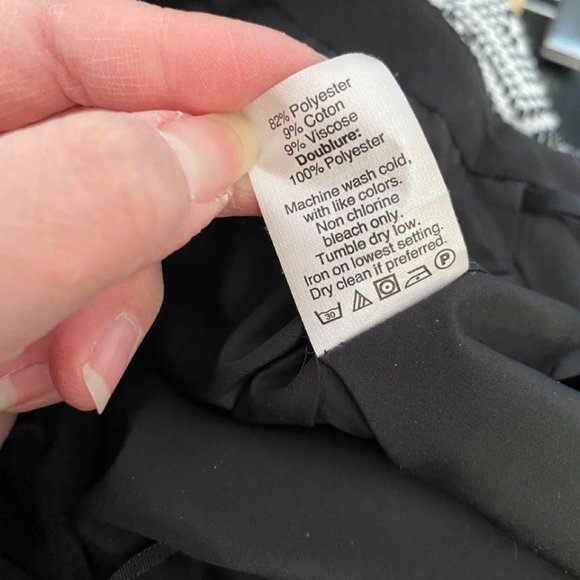 82% Polyester
9% Coton
9% Viscose
Doublure:
100% Polyester
Machine wash cold,
with like colors.
Non chlorine
bleach only.
Tumble dry low.
Iron on lowest setting.
Dry clean if preferred.
30 P